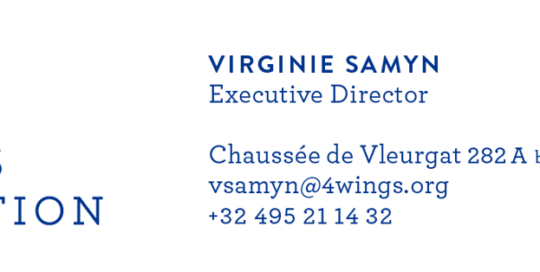 VIRGINIE SAMYN
Executive Director
Chaussée de Vleurgat 282 A
vsamyn@4wings.org
TION
+32 495 21 14 32